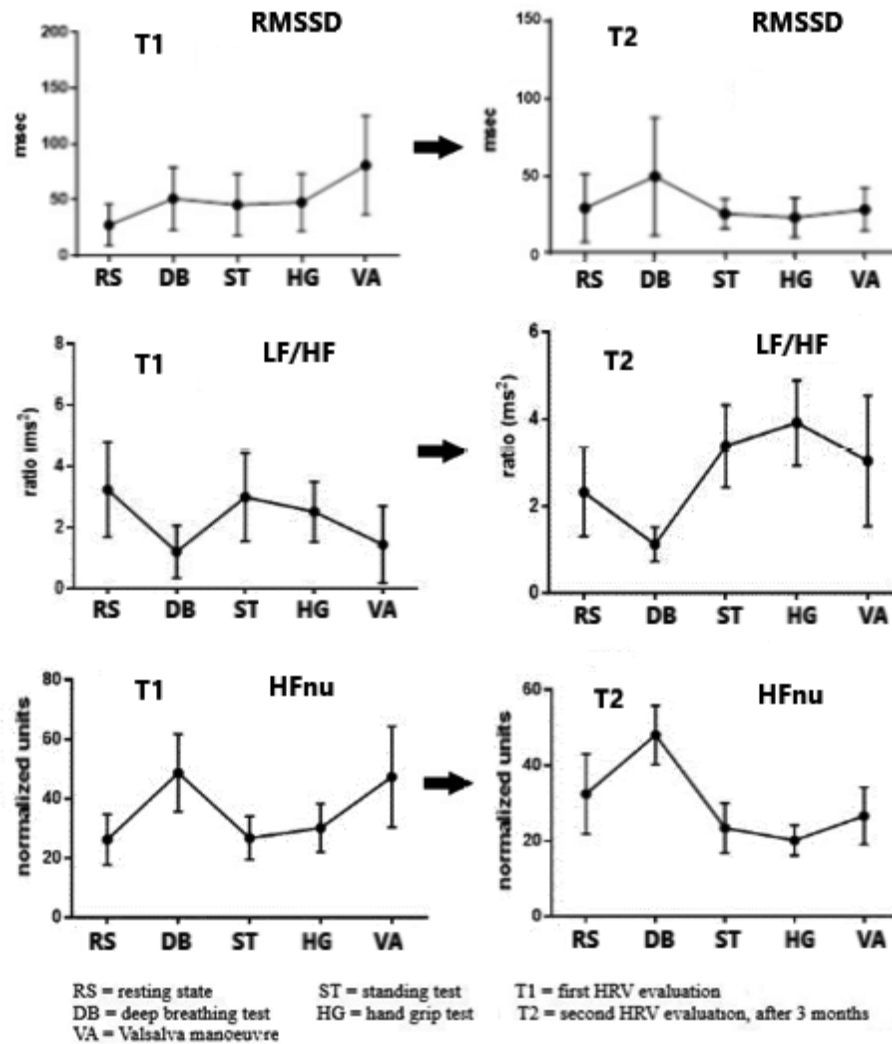 T1 RMSSD
msec
200
150
100
50
0
RS DB ST HG VA
T2 RMSSD
msec
150
100
50
0
RS DB ST HG VA
T1 LF/HF
ratio (ms²)
8
6
4
2
0
RS DB ST HG VA
T2 LF/HF
ratio (ms²)
6
4
2
0
RS DB ST HG VA
T1 HFnu
normalized units
80
60
40
20
0
RS DB ST HG VA
T2 HFnu
normalized units
60
40
20
0
RS DB ST HG VA
RS = resting state ST = standing test T1 = first HRV evaluation
DB = deep breathing test HG = hand grip test T2 = second HRV evaluation, after 3 months
VA = Valsalva manoeuvre